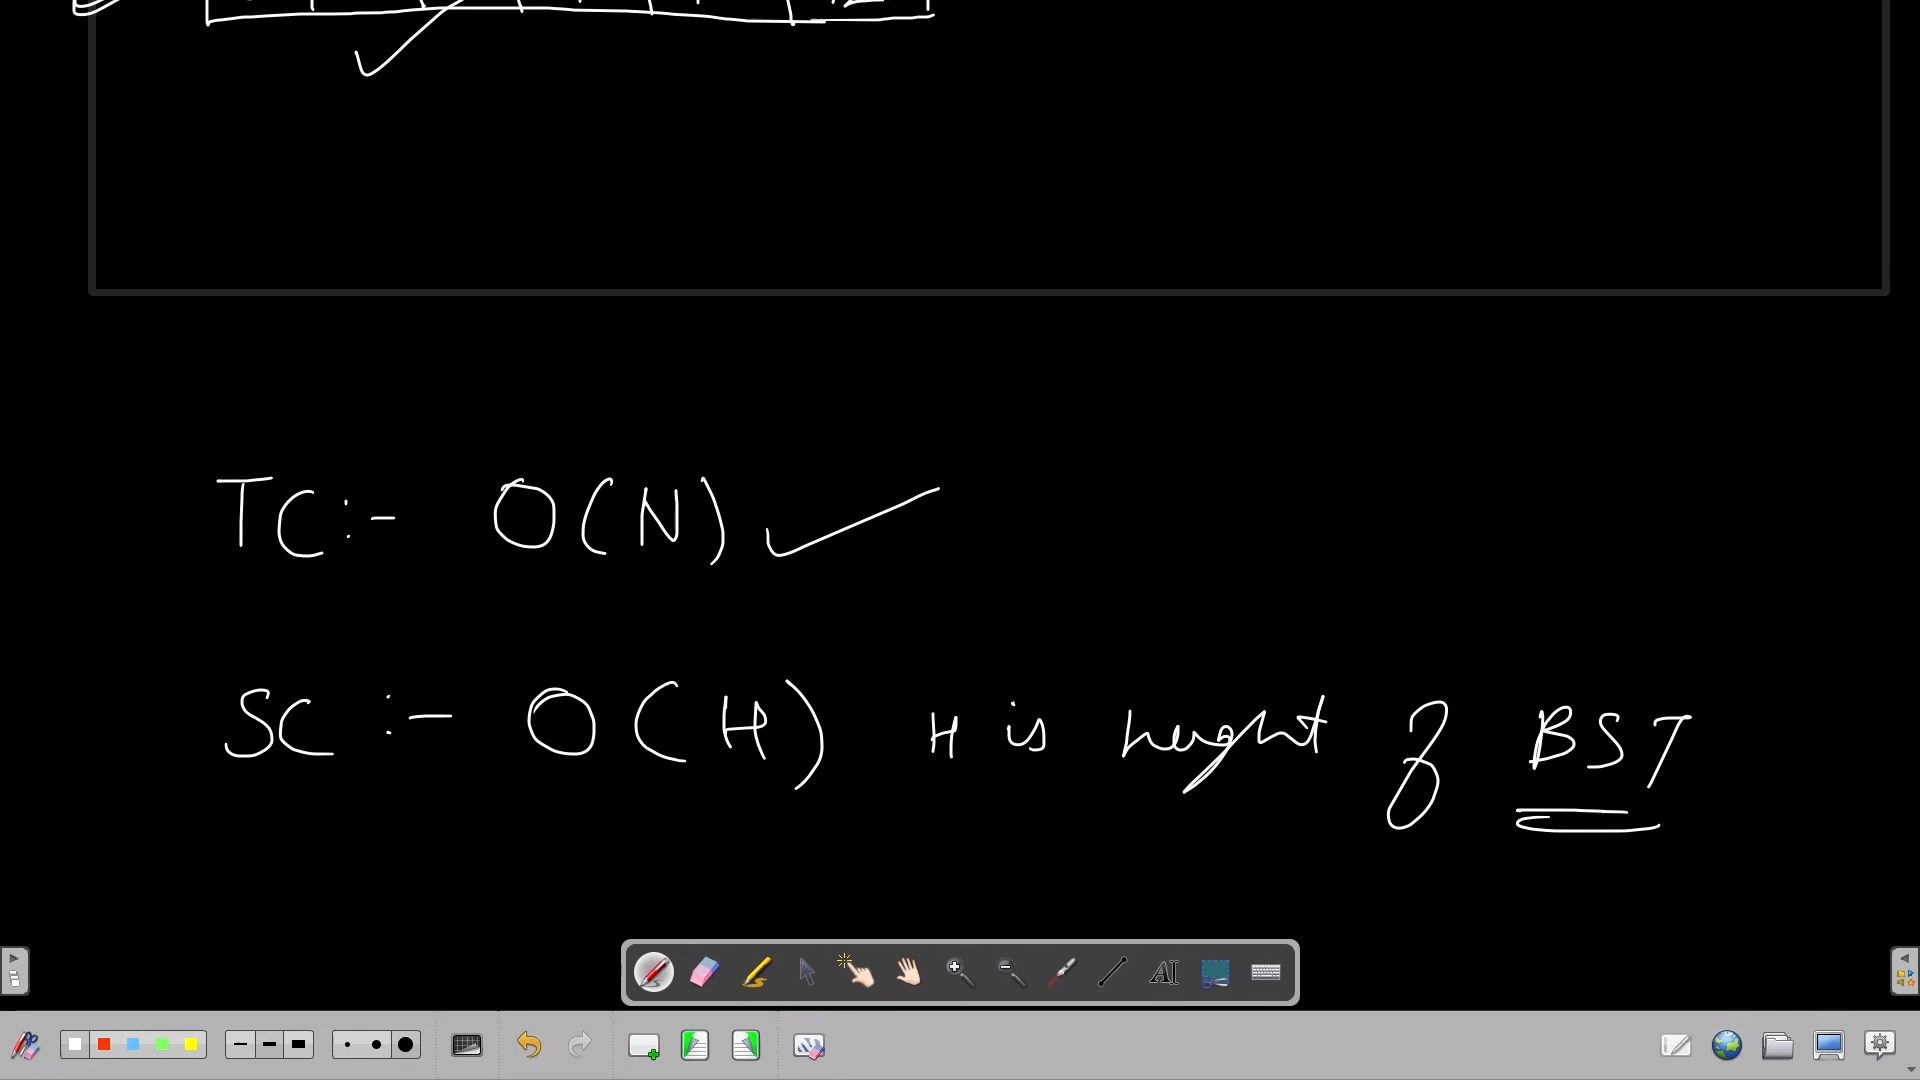 TC :- O(N)
SC :- O(H) H is height of BST